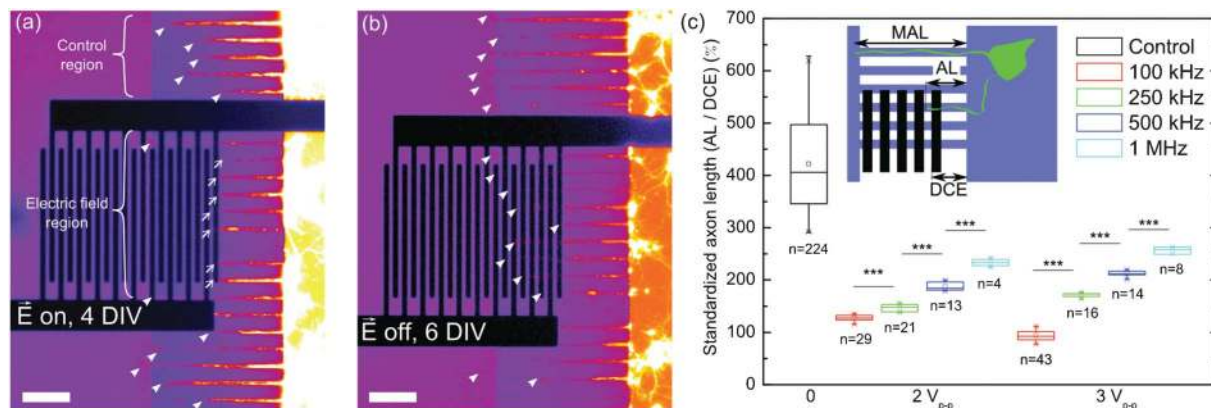 (a)
Control
region
Electric field
region
E on, 4 DIV
(b)
E off, 6 DIV
(c)
Standardized axon length (AL / DCE) (%)
700
600
500
400
300
200
100
0
MAL
AL
DCE
Control
100 kHz
250 kHz
500 kHz
1 MHz
n=224
***
***
***
n=29
n=21
n=13
n=4
***
***
***
n=43
n=16
n=14
n=8
0
2 Vp-p
3 Vp-p